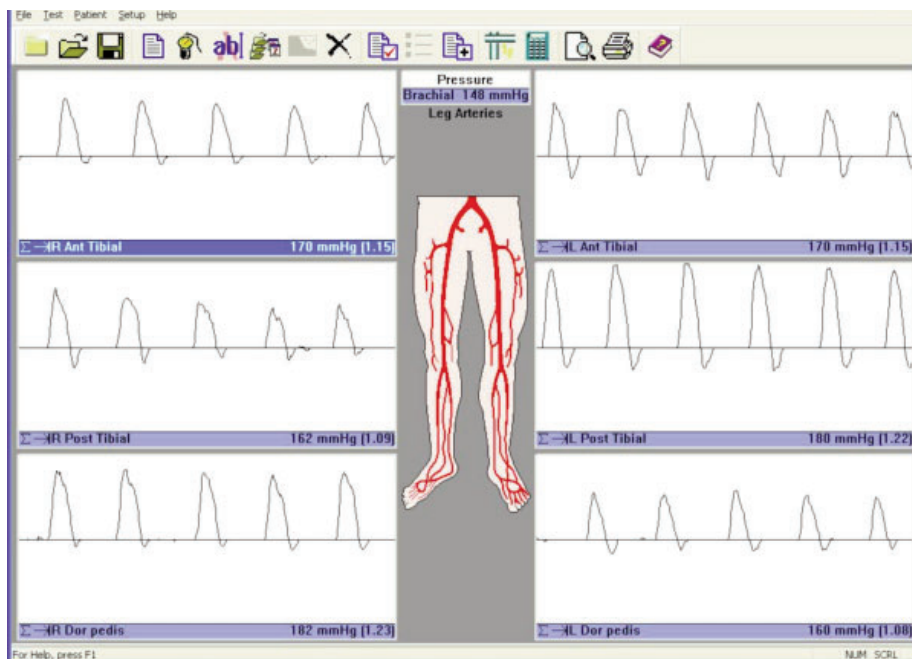 File Test Patient Setup Help
ab
Pressure
Brachial 148 mmHg
Leg Arteries
R Ant Tibial 170 mmHg [1.15]
L Ant Tibial 170 mmHg [1.15]
R Post Tibial 162 mmHg [1.09]
L Post Tibial 180 mmHg [1.22]
R Dor pedis 182 mmHg [1.23]
L Dor pedis 160 mmHg [1.08]
For Help, press F1 NUM SCRL